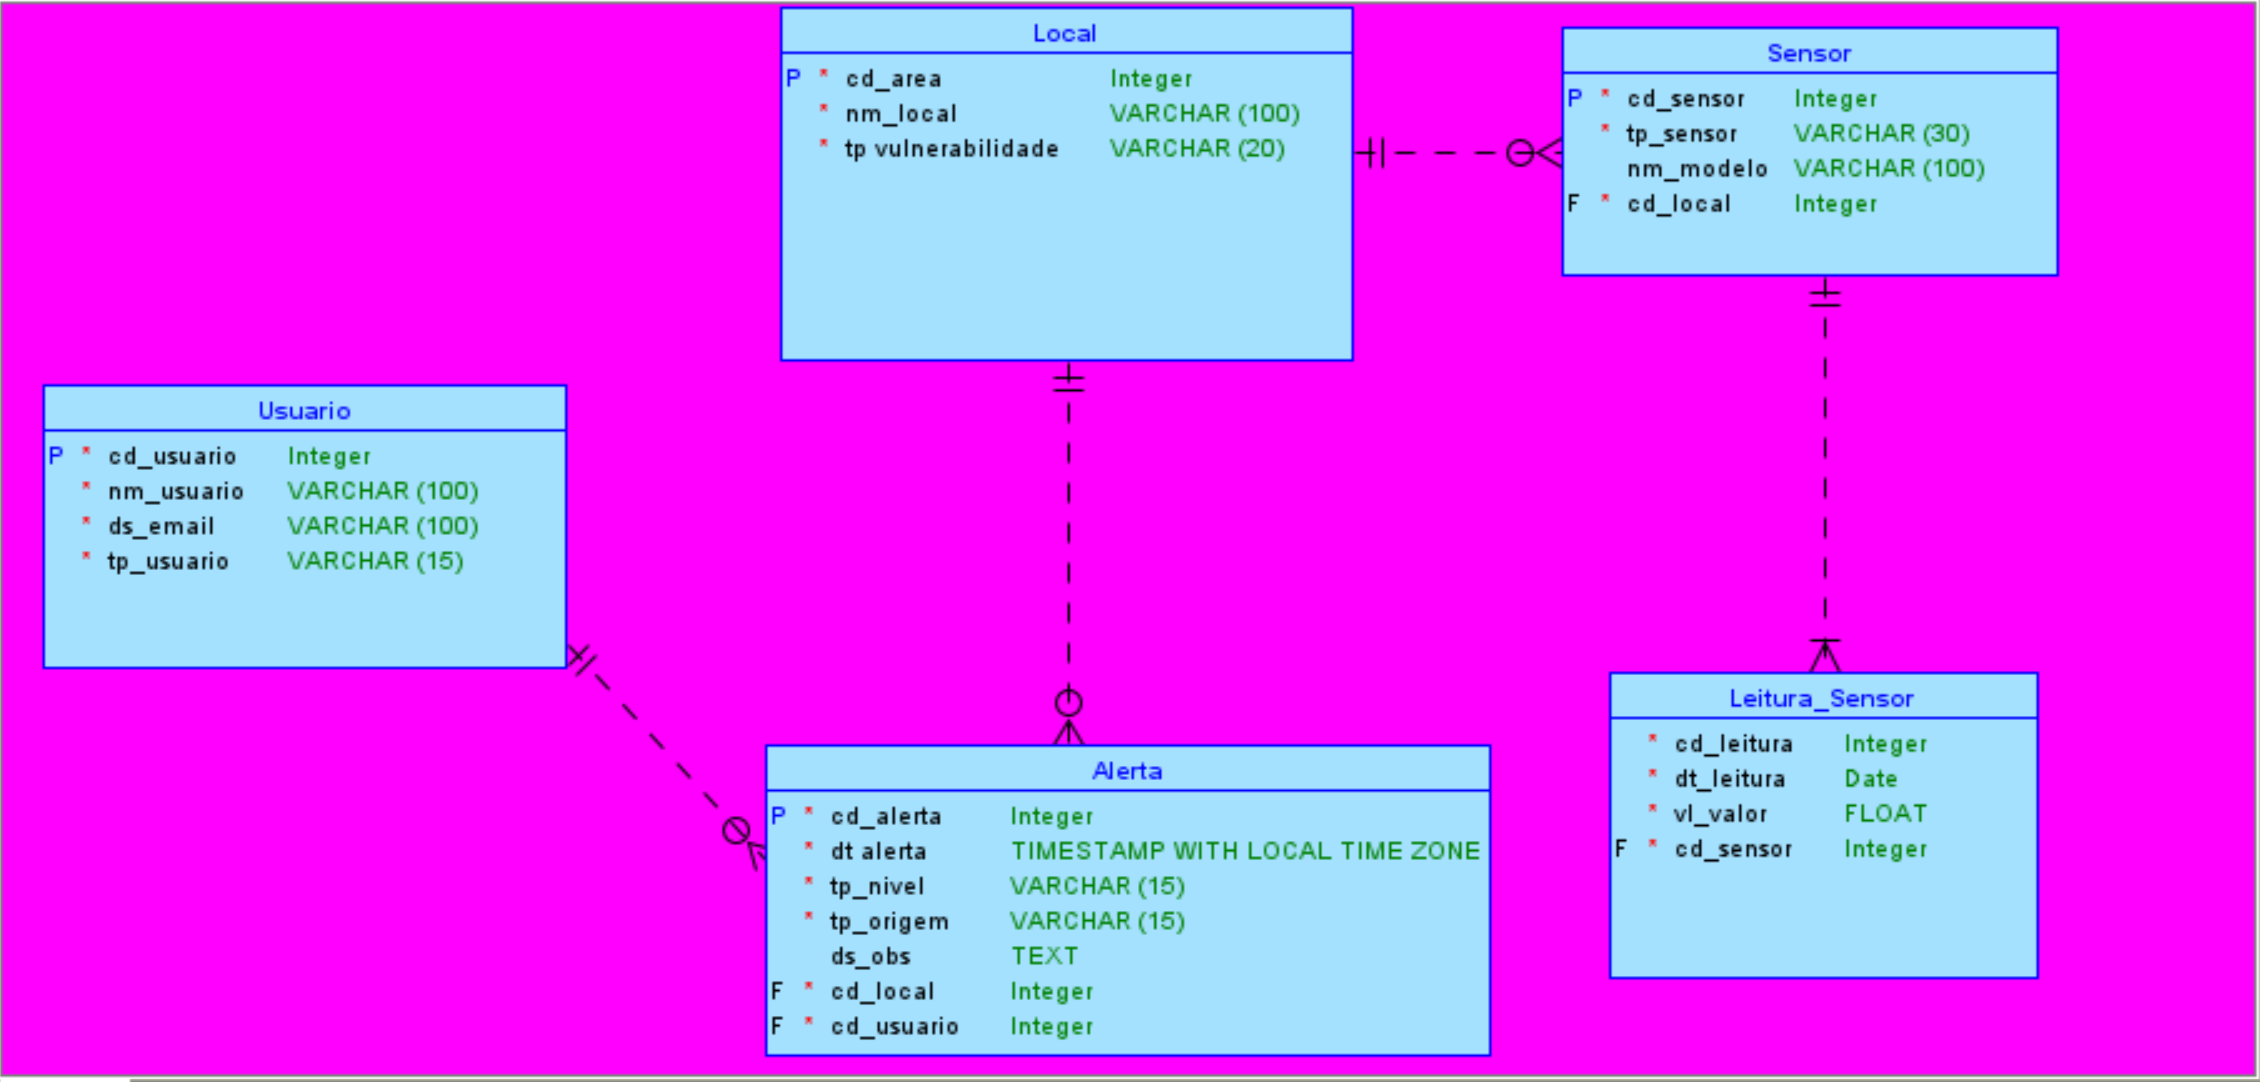 Local
P * cd_area Integer
* nm_local VARCHAR (100)
* tp vulnerabilidade VARCHAR (20)
Sensor
P * cd_sensor Integer
* tp_sensor VARCHAR (30)
nm_modelo VARCHAR (100)
F * cd_local Integer
Usuario
P * cd_usuario Integer
* nm_usuario VARCHAR (100)
* ds_email VARCHAR (100)
* tp_usuario VARCHAR (15)
Alerta
P * cd_alerta Integer
* dt alerta TIMESTAMP WITH LOCAL TIME ZONE
* tp_nivel VARCHAR (15)
* tp_origem VARCHAR (15)
ds_obs TEXT
F * cd_local Integer
F * cd_usuario Integer
Leitura_Sensor
* cd_leitura Integer
* dt_leitura Date
* vl_valor FLOAT
F * cd_sensor Integer